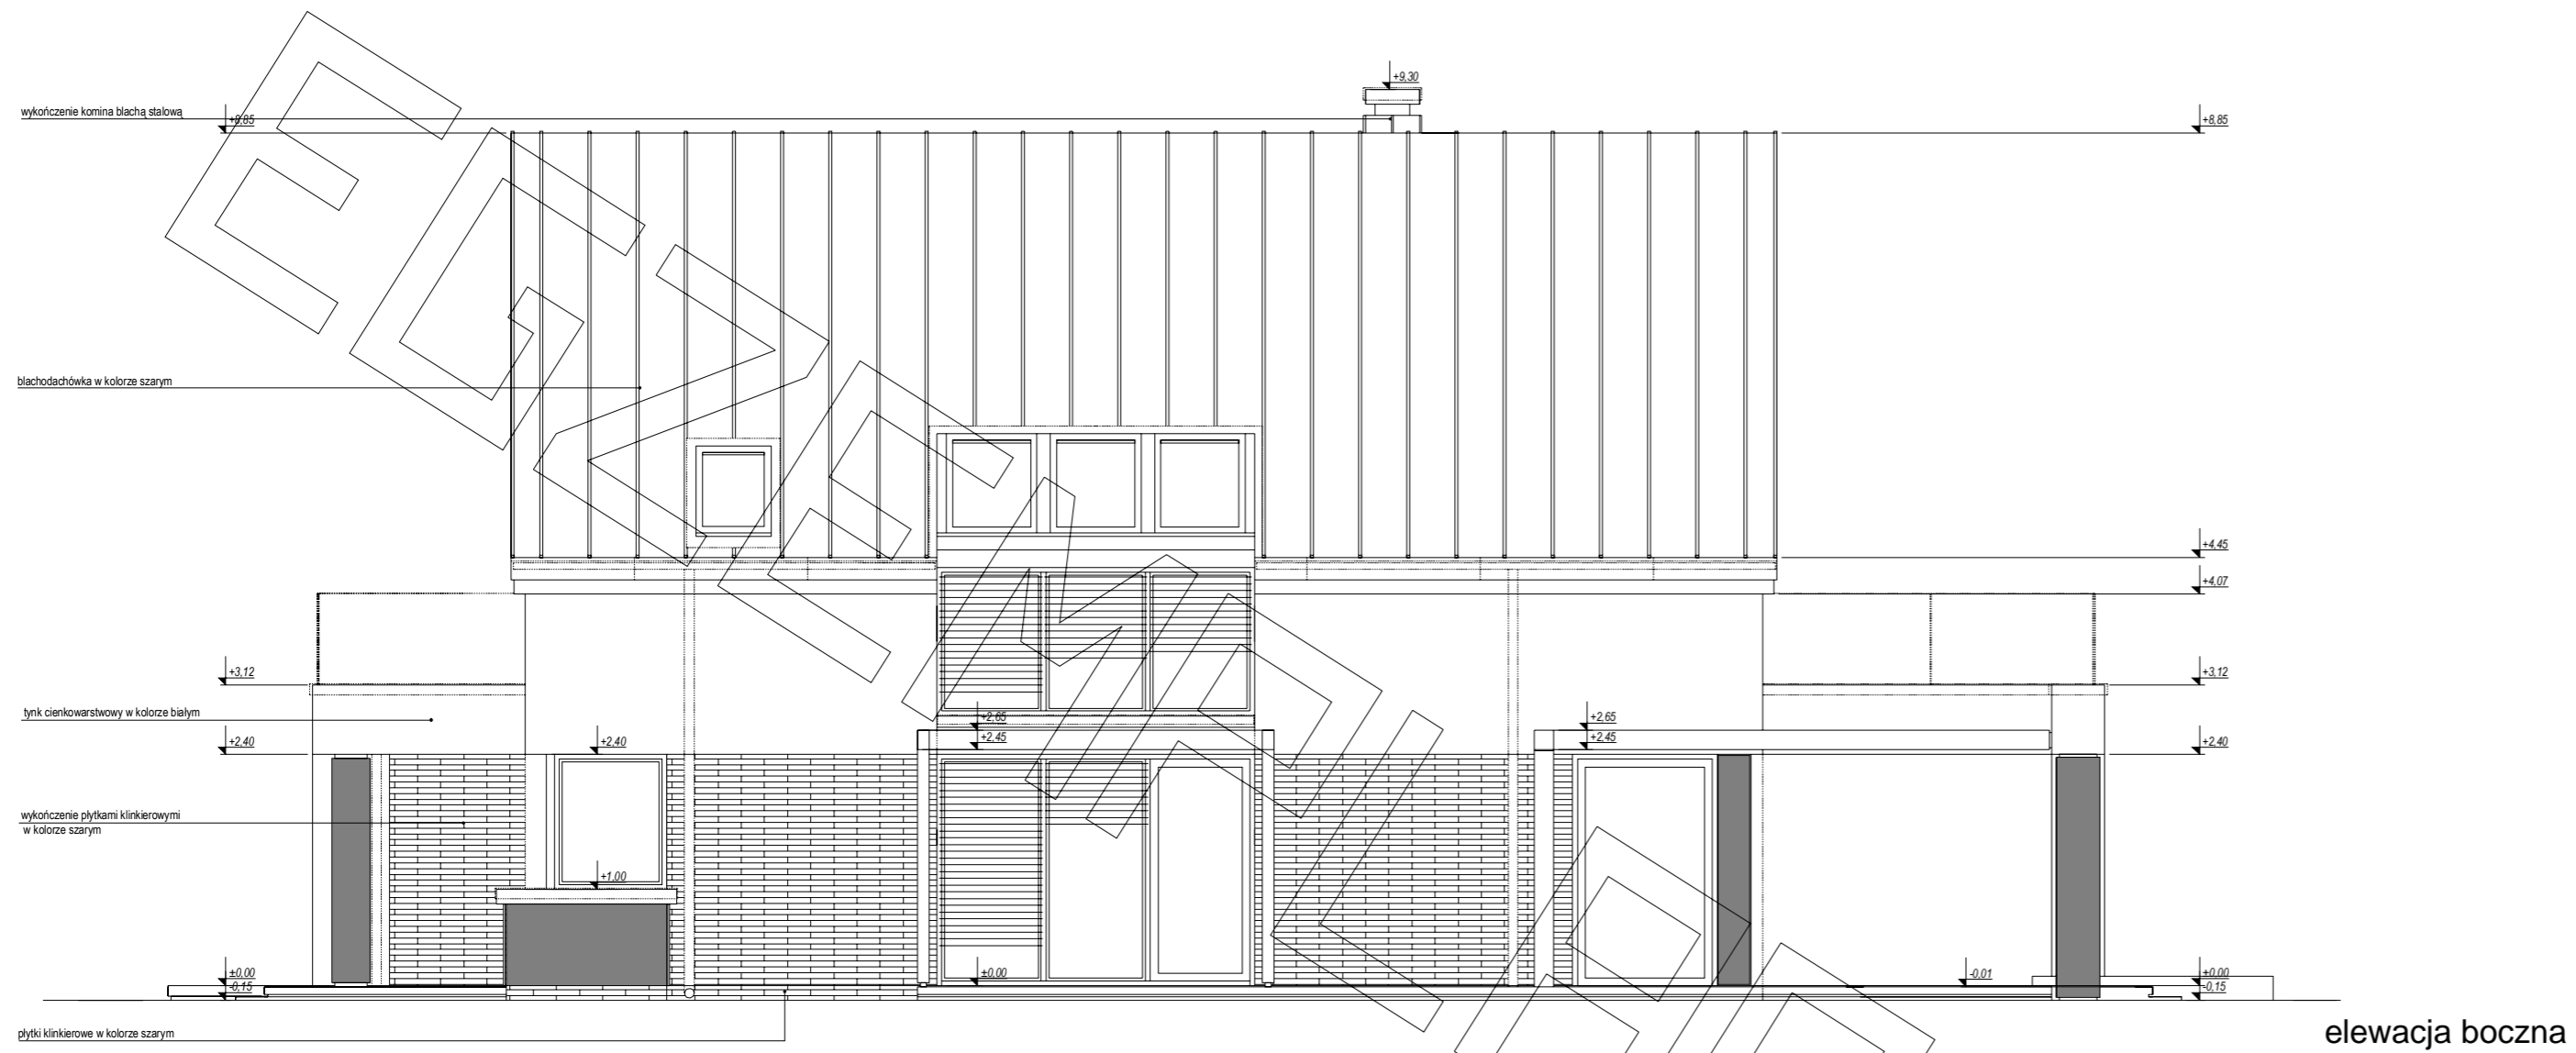 +9,30
wykończenie komina blachą stalową
+8,85
+8,85
blachodachówka w kolorze szarym
+4,45
+4,07
+3,12
+3,12
tynk cienkowarstwowy w kolorze białym
+2,65
+2,65
+2,40
+2,40
+2,45
+2,45
+2,40
wykończenie płytkami klinkierowymi
w kolorze szarym
+1,00
±0,00
±0,00
-0,01
+0,00
-0,15
-0,15
płytki klinkierowe w kolorze szarym
elewacja boczna
EGZEMPLARZ